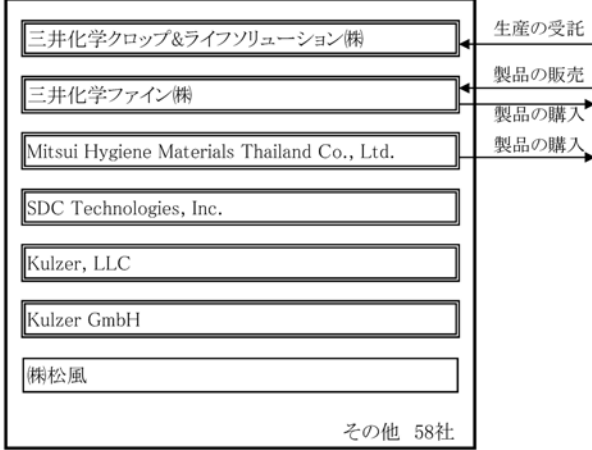 三井化学クロップ&ライフソリューション㈱
生産の受託
三井化学ファイン㈱
製品の販売
製品の購入
Mitsui Hygiene Materials Thailand Co., Ltd.
製品の購入
SDC Technologies, Inc.
Kulzer, LLC
Kulzer GmbH
㈱松風
その他 58社